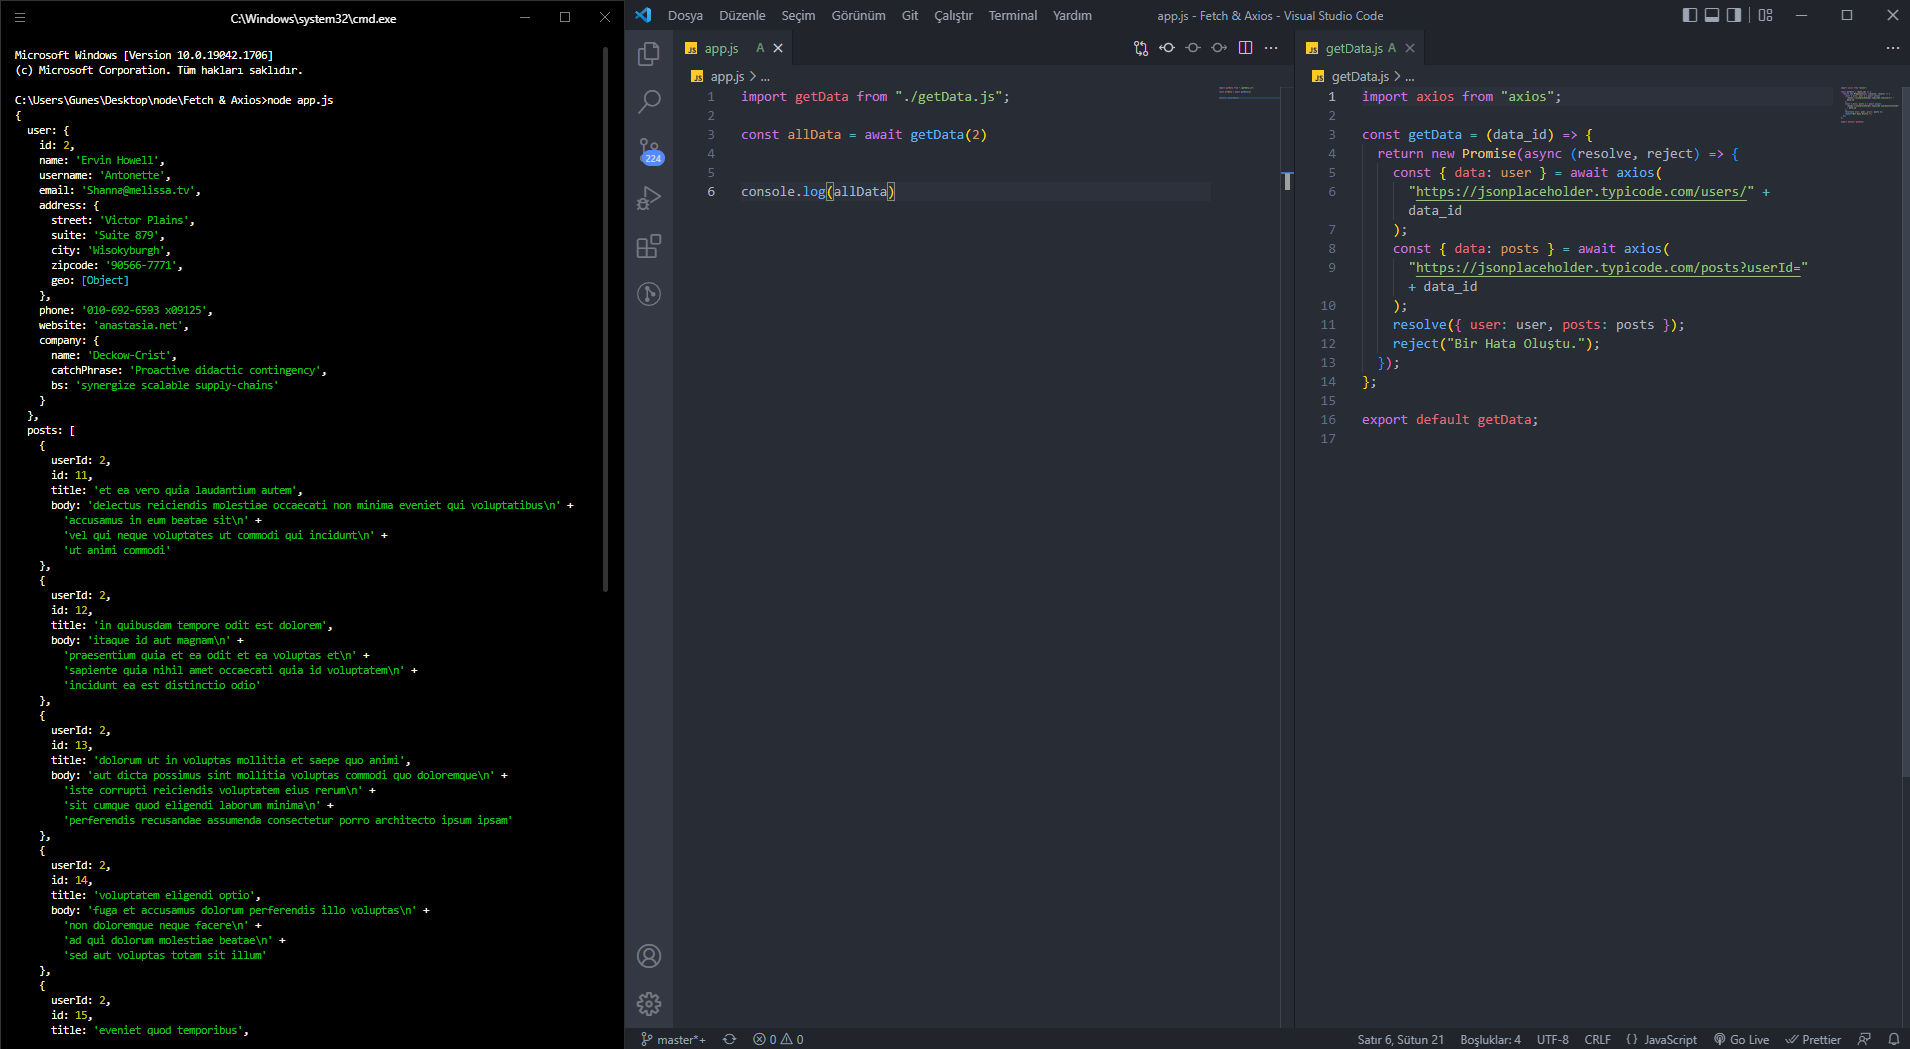 C:\Windows\system32\cmd.exe
Microsoft Windows [Version 10.0.19042.1706]
(c) Microsoft Corporation. Tüm hakları saklıdır.
C:\Users\Gunes\Desktop\node\Fetch & Axios>node app.js
{
  user: {
    id: 2,
    name: 'Ervin Howell',
    username: 'Antonette',
    email: 'Shanna@melissa.tv',
    address: {
      street: 'Victor Plains',
      suite: 'Suite 879',
      city: 'Wisokyburgh',
      zipcode: '90566-7771',
      geo: [Object]
    },
    phone: '010-692-6593 x09125',
    website: 'anastasia.net',
    company: {
      name: 'Deckow-Crist',
      catchPhrase: 'Proactive didactic contingency',
      bs: 'synergize scalable supply-chains'
    }
  },
  posts: [
    {
      userId: 2,
      id: 11,
      title: 'et ea vero quia laudantium autem',
      body: 'delectus reiciendis molestiae occaecati non minima eveniet qui voluptatibus\n' +
        'accusamus in eum beatae sit\n' +
        'vel qui neque voluptates ut commodi qui incidunt\n' +
        'ut animi commodi'
    },
    {
      userId: 2,
      id: 12,
      title: 'in quibusdam tempore odit est dolorem',
      body: 'itaque id aut magnam\n' +
        'praesentium quia et ea odit et ea voluptas et\n' +
        'sapiente quia nihil amet occaecati quia id voluptatem\n' +
        'incidunt ea est distinctio odio'
    },
    {
      userId: 2,
      id: 13,
      title: 'dolorum ut in voluptas mollitia et saepe quo animi',
      body: 'aut dicta possimus sint mollitia voluptas commodi quo doloremque\n' +
        'iste corrupti reiciendis voluptatem eius rerum\n' +
        'sit cumque quod eligendi laborum minima\n' +
        'perferendis recusandae assumenda consectetur porro architecto ipsum ipsam'
    },
    {
      userId: 2,
      id: 14,
      title: 'voluptatem eligendi optio',
      body: 'fuga et accusamus dolorum perferendis illo voluptas\n' +
        'non doloremque neque facere\n' +
        'ad qui dolorum molestiae beatae\n' +
        'sed aut voluptas totam sit illum'
    },
    {
      userId: 2,
      id: 15,
      title: 'eveniet quod temporibus',
Dosya Düzenle Seçim Görünüm Git Çalıştır Terminal Yardım
app.js - Fetch & Axios - Visual Studio Code
224
JS app.js A
JS app.js > ...
1 import getData from "./getData.js";
2
3 const allData = await getData(2)
4
5
6 console.log(allData)
JS getData.js A
JS getData.js > ...
1 import axios from "axios";
2
3 const getData = (data_id) => {
4   return new Promise(async (resolve, reject) => {
5     const { data: user } = await axios(
6       "https://jsonplaceholder.typicode.com/users/" +
      data_id
7     );
8     const { data: posts } = await axios(
9       "https://jsonplaceholder.typicode.com/posts?userId="
      + data_id
10     );
11     resolve({ user: user, posts: posts });
12     reject("Bir Hata Oluştu.");
13   });
14 };
15
16 export default getData;
17
master*+ 0 0
Satır 6, Sütun 21 Boşluklar: 4 UTF-8 CRLF {} JavaScript Go Live Prettier